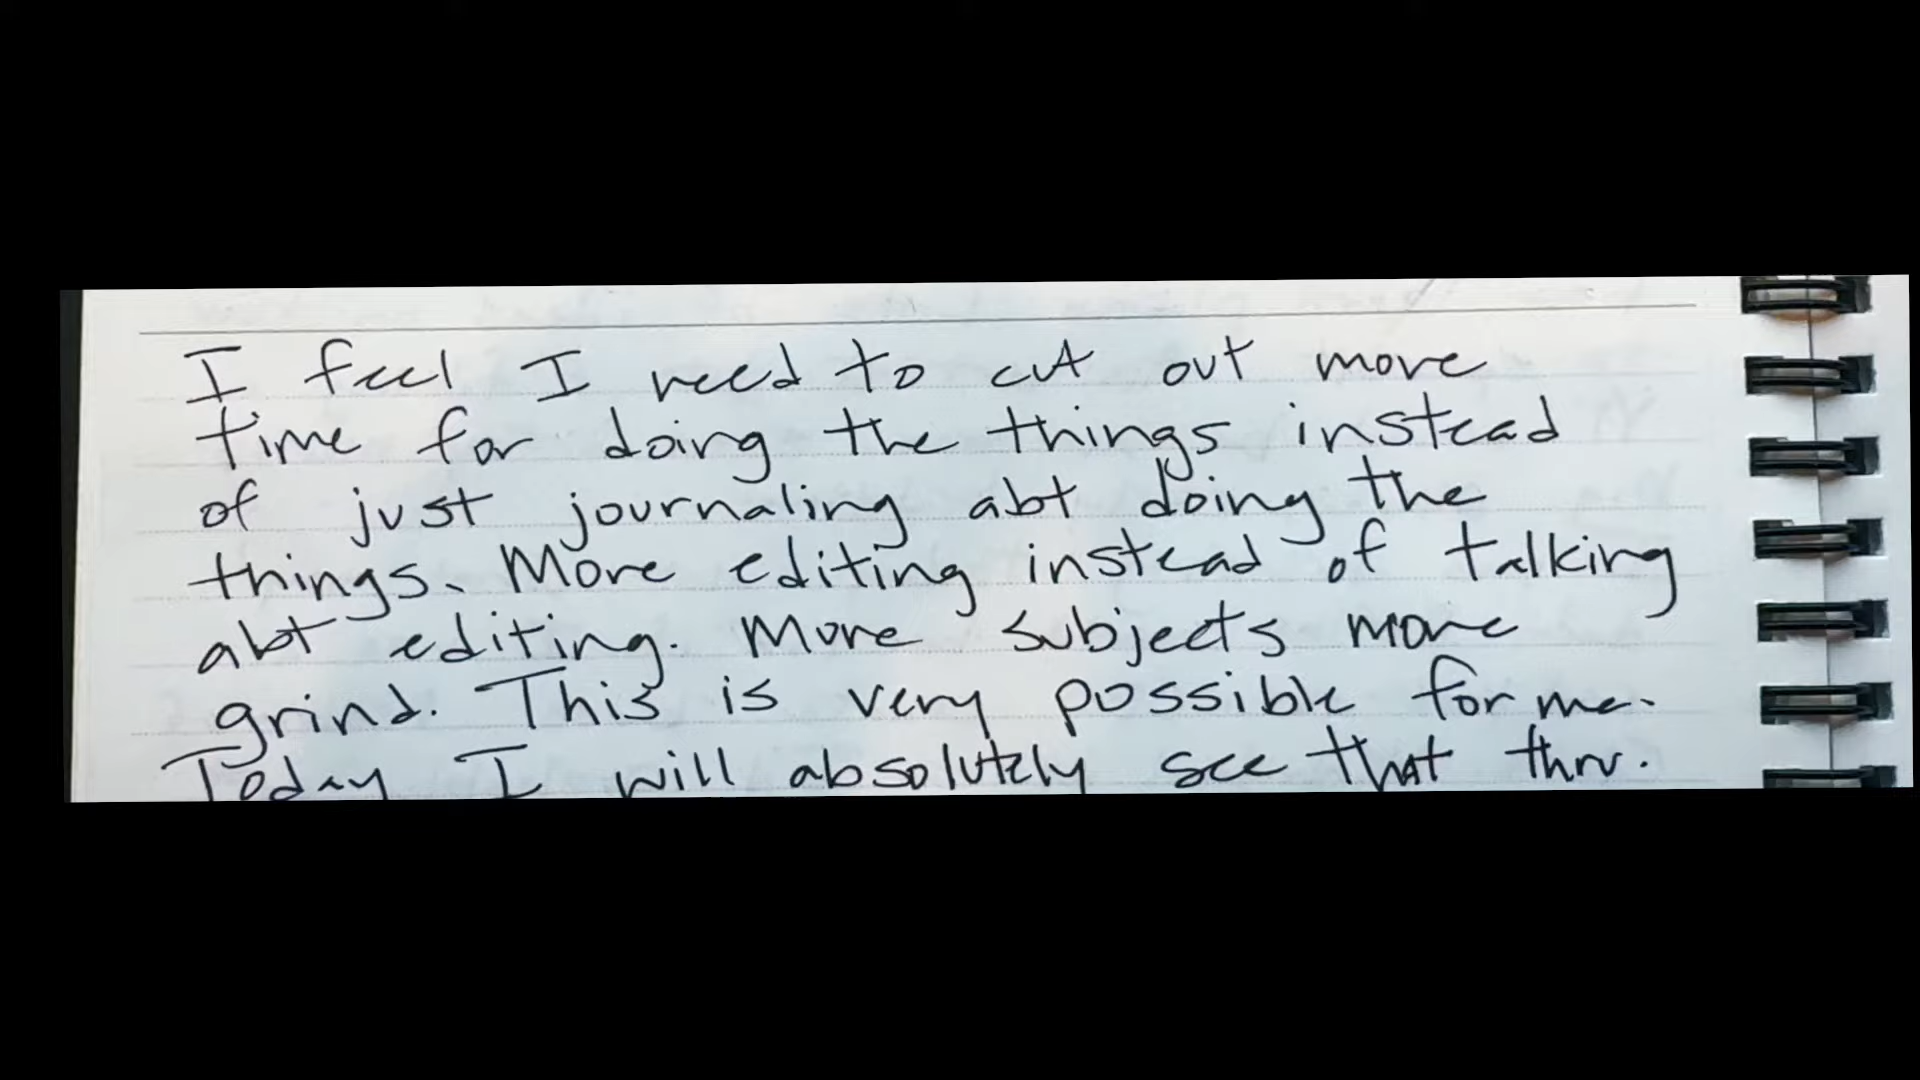 I feel I need to cut out more
time for doing the things instead
of just journaling abt doing the
things. More editing instead of talking
abt editing. More subjects more
grind. This is very possible for me.
Today I will absolutely see that thru.